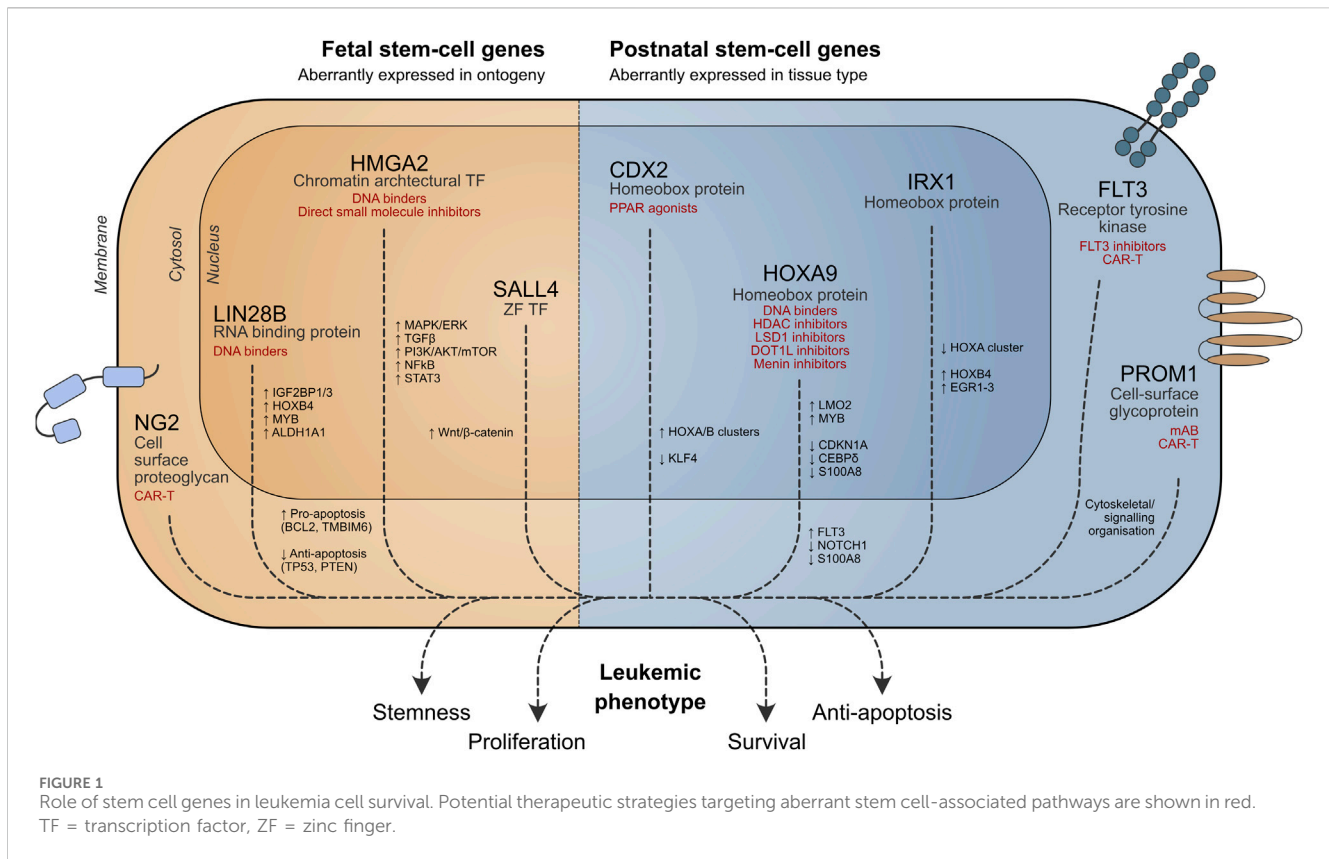 Fetal stem-cell genes
Aberrantly expressed in ontogeny
Postnatal stem-cell genes
Aberrantly expressed in tissue type
Membrane
Cytosol
Nucleus
HMGA2
Chromatin archtectural TF
DNA binders
Direct small molecule inhibitors
↑ MAPK/ERK
↑ TGFβ
↑ PI3K/AKT/mTOR
↑ NFkB
↑ STAT3
LIN28B
RNA binding protein
DNA binders
↑ IGF2BP1/3
↑ HOXB4
↑ MYB
↑ ALDH1A1
↑ Pro-apoptosis
(BCL2, TMBIM6)
↓ Anti-apoptosis
(TP53, PTEN)
SALL4
ZF TF
↑ Wnt/β-catenin
NG2
Cell
surface
proteoglycan
CAR-T
CDX2
Homeobox protein
PPAR agonists
↑ HOXA/B clusters
↓ KLF4
HOXA9
Homeobox protein
DNA binders
HDAC inhibitors
LSD1 inhibitors
DOT1L inhibitors
Menin inhibitors
↑ LMO2
↑ MYB
↓ CDKN1A
↓ CEBPδ
↓ S100A8
↑ FLT3
↓ NOTCH1
↓ S100A8
IRX1
Homeobox protein
↓ HOXA cluster
↑ HOXB4
↑ EGR1-3
FLT3
Receptor tyrosine
kinase
FLT3 inhibitors
CAR-T
PROM1
Cell-surface
glycoprotein
mAB
CAR-T
Cytoskeletal/
signalling
organisation
Leukemic
phenotype
Stemness
Proliferation
Survival
Anti-apoptosis
FIGURE 1
Role of stem cell genes in leukemia cell survival. Potential therapeutic strategies targeting aberrant stem cell-associated pathways are shown in red.
TF = transcription factor, ZF = zinc finger.